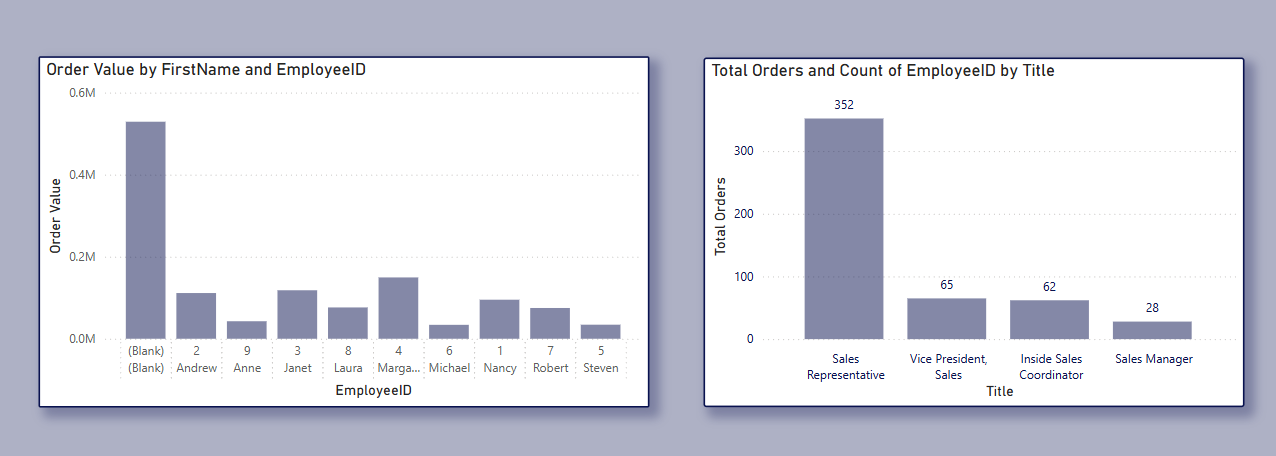 Order Value by FirstName and EmployeeID
0.6M
0.4M
0.2M
0.0M
Order Value
(Blank) 2 9 3 8 4 6 1 7 5
(Blank) Andrew Anne Janet Laura Marga... Michael Nancy Robert Steven
EmployeeID
Total Orders and Count of EmployeeID by Title
352
300
200
100
0
Total Orders
65
62
28
Sales
Representative
Vice President,
Sales
Inside Sales
Coordinator
Sales Manager
Title